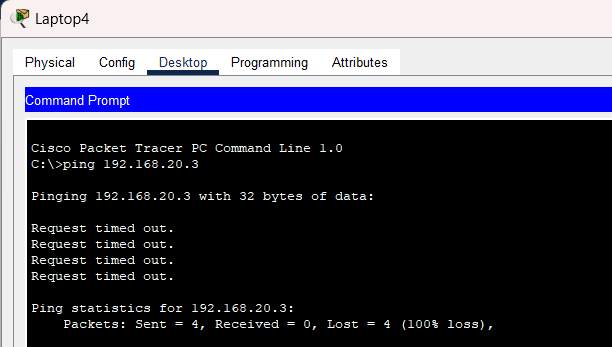 Laptop4
Physical Config Desktop Programming Attributes
Command Prompt
Cisco Packet Tracer PC Command Line 1.0
C:\>ping 192.168.20.3
Pinging 192.168.20.3 with 32 bytes of data:
Request timed out.
Request timed out.
Request timed out.
Request timed out.
Ping statistics for 192.168.20.3:
Packets: Sent = 4, Received = 0, Lost = 4 (100% loss),